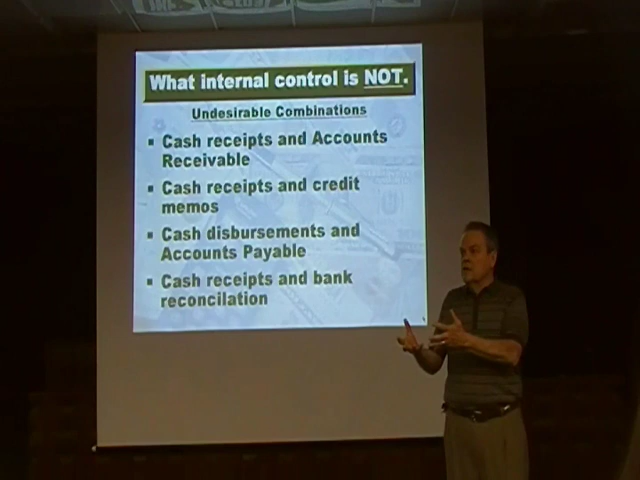 What internal control is NOT.
Undesirable Combinations
▪ Cash receipts and Accounts
Receivable
▪ Cash receipts and credit
memos
▪ Cash disbursements and
Accounts Payable
▪ Cash receipts and bank
reconcilation